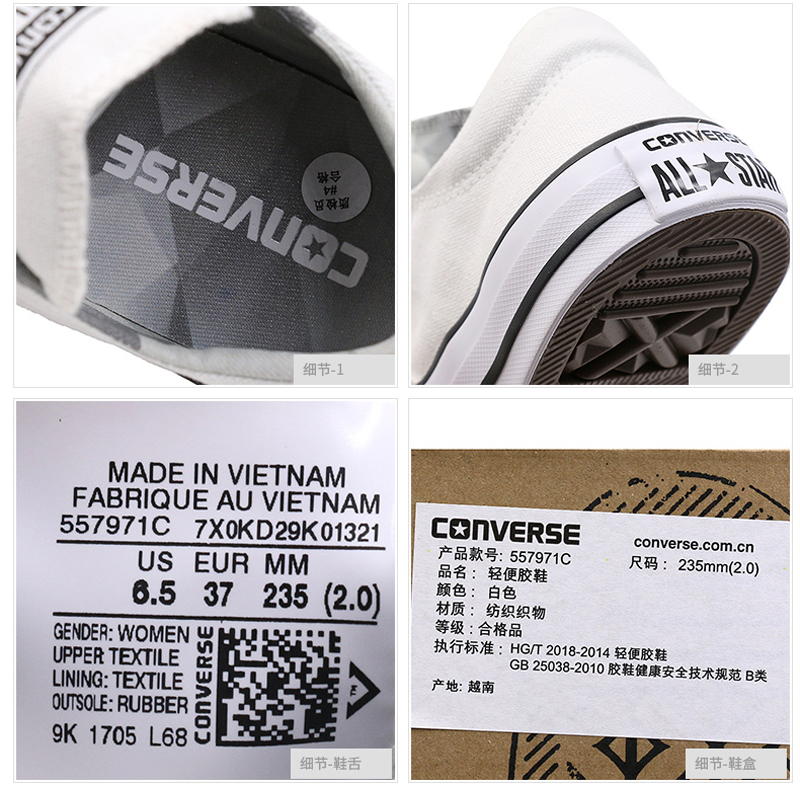 CONVERSE
CONVERSE
质检员
#4
合格
细节-1
CONVERSE
ALL STAR
细节-2
MADE IN VIETNAM
FABRIQUE AU VIETNAM
557971C 7X0KD29K01321
US EUR MM
6.5 37 235 (2.0)
GENDER: WOMEN
UPPER TEXTILE
LINING: TEXTILE
OUTSOLE: RUBBER
CONVERSE
9K 1705 L68
细节-鞋舌
CONVERSE
converse.com.cn
产品款号: 557971C
尺码： 235mm(2.0)
品名： 轻便胶鞋
颜色： 白色
材质： 纺织织物
等级：合格品
执行标准： HG/T 2018-2014 轻便胶鞋
GB 25038-2010 胶鞋健康安全技术规范 B类
产地: 越南
细节-鞋盒